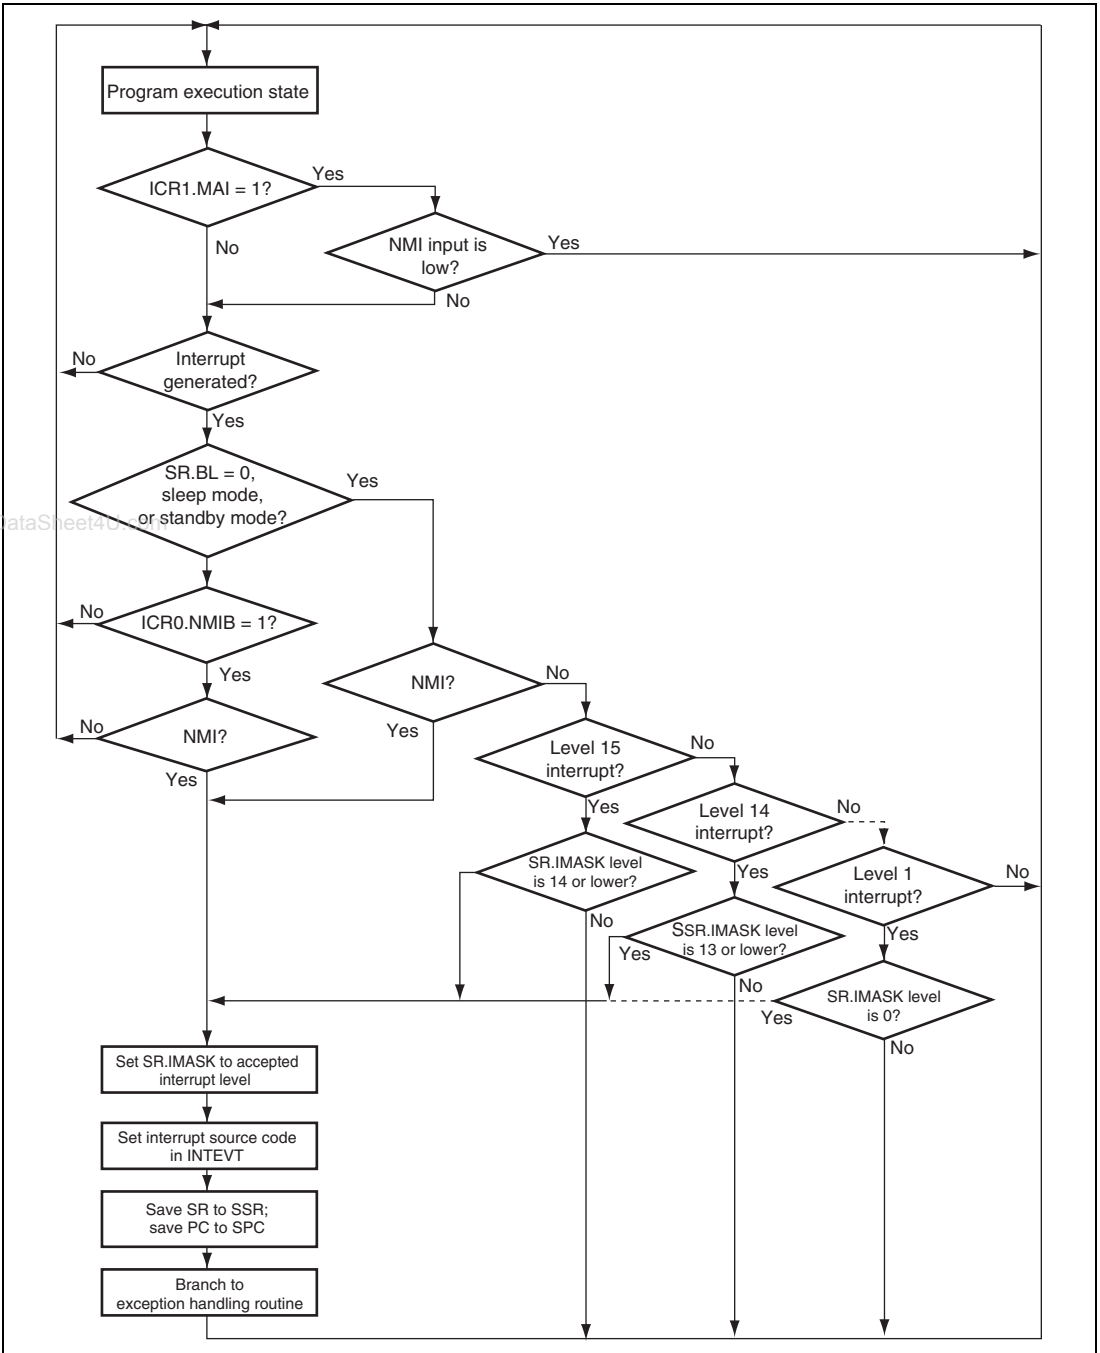 Program execution state
ICR1.MAI = 1?
Yes
No
NMI input is
low?
Yes
No
Interrupt
generated?
No
Yes
SR.BL = 0,
sleep mode,
or standby mode?
Yes
ataSheet4U.com
ICR0.NMIB = 1?
No
Yes
NMI?
No
Yes
NMI?
No
Yes
Level 15
interrupt?
No
Yes
Level 14
interrupt?
No
Yes
Level 1
interrupt?
No
Yes
SR.IMASK level
is 14 or lower?
No
SSR.IMASK level
is 13 or lower?
Yes
No
SR.IMASK level
is 0?
Yes
No
Set SR.IMASK to accepted
interrupt level
Set interrupt source code
in INTEVT
Save SR to SSR;
save PC to SPC
Branch to
exception handling routine